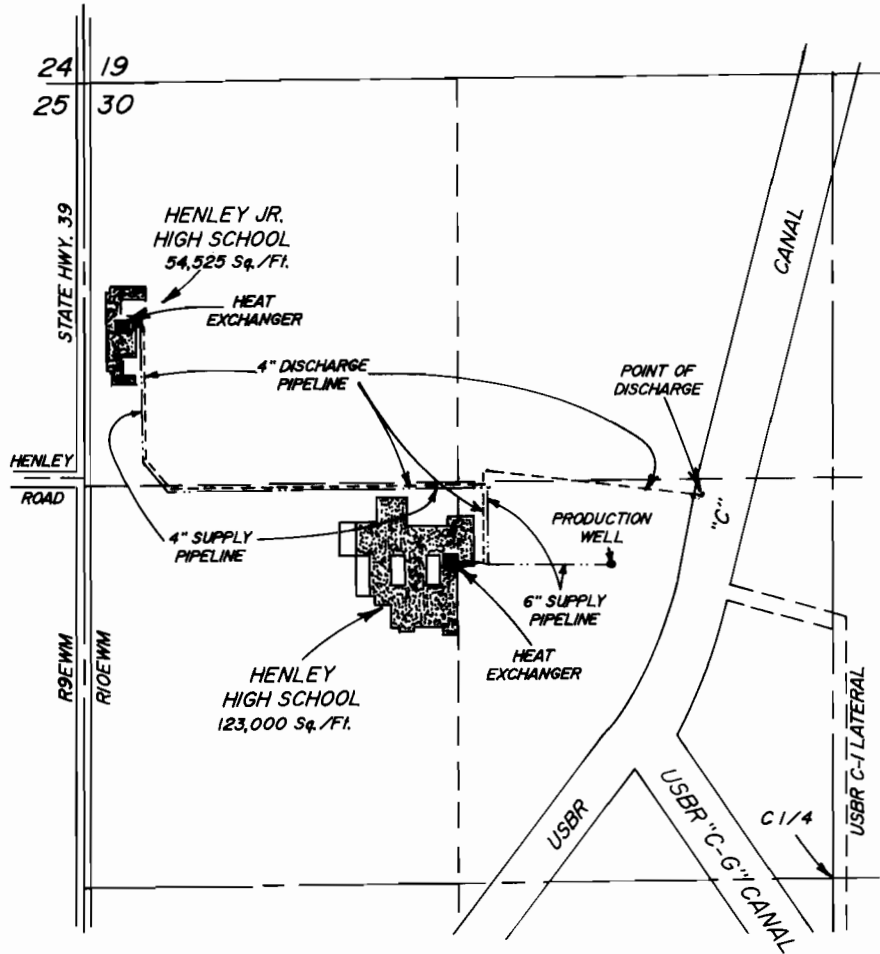 24 19
25 30
STATE HWY. 39
HENLEY JR.
HIGH SCHOOL
54,525 Sq./Ft.
HEAT
EXCHANGER
4" DISCHARGE
PIPELINE
POINT OF
DISCHARGE
CANAL
HENLEY
ROAD
4" SUPPLY
PIPELINE
PRODUCTION
WELL
"C"
6" SUPPLY
PIPELINE
HEAT
EXCHANGER
R9EWM
R10EWM
HENLEY
HIGH SCHOOL
123,000 Sq./Ft.
USBR
USBR "C-G" CANAL
C 1/4
USBR C-1 LATERAL